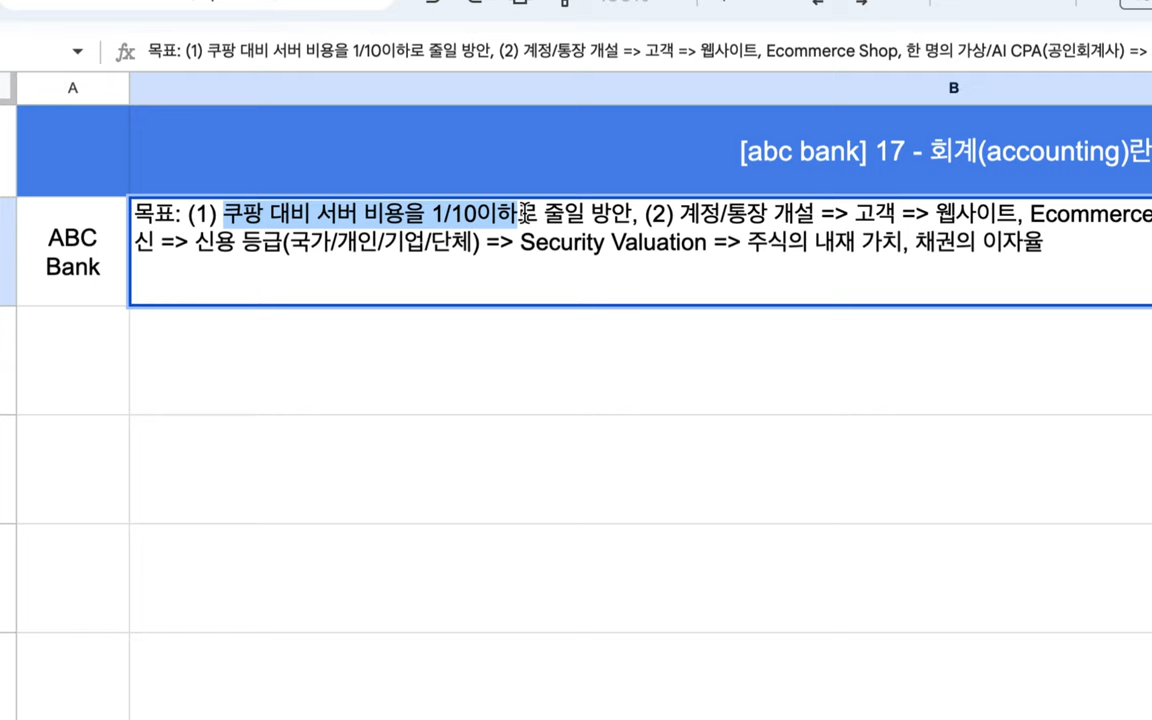 fx 목표: (1) 쿠팡 대비 서버 비용을 1/10이하로 줄일 방안, (2) 계정/통장 개설 => 고객 => 웹사이트, Ecommerce Shop, 한 명의 가상/AI CPA(공인회계사) =>
A B
[abc bank] 17 - 회계(accounting)란
ABC
Bank
목표: (1) 쿠팡 대비 서버 비용을 1/10이하로 줄일 방안, (2) 계정/통장 개설 => 고객 => 웹사이트, Ecommerce
신 => 신용 등급(국가/개인/기업/단체) => Security Valuation => 주식의 내재 가치, 채권의 이자율